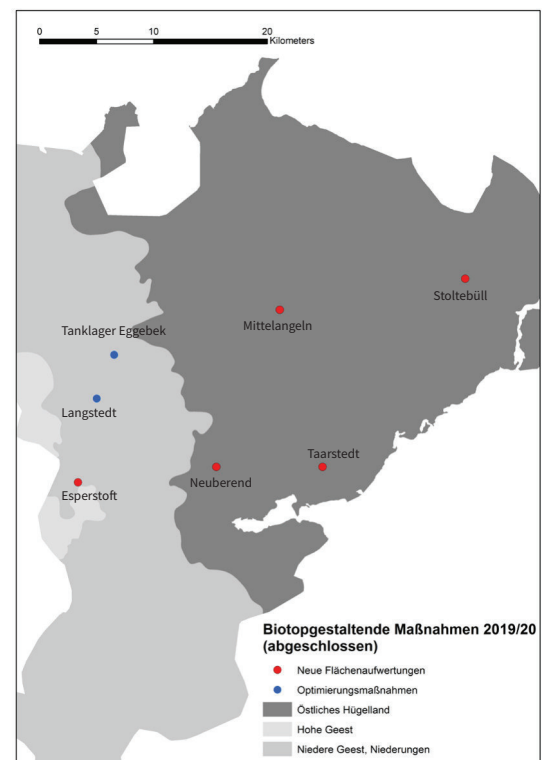 0 5 10 20
Kilometers
Stoltebüll
Mittelangeln
Tanklager Eggebek
Langstedt
Taarstedt
Neuberend
Esperstoft
Biotopgestaltende Maßnahmen 2019/20
(abgeschlossen)
Neue Flächenaufwertungen
Optimierungsmaßnahmen
Östliches Hügelland
Hohe Geest
Niedere Geest, Niederungen